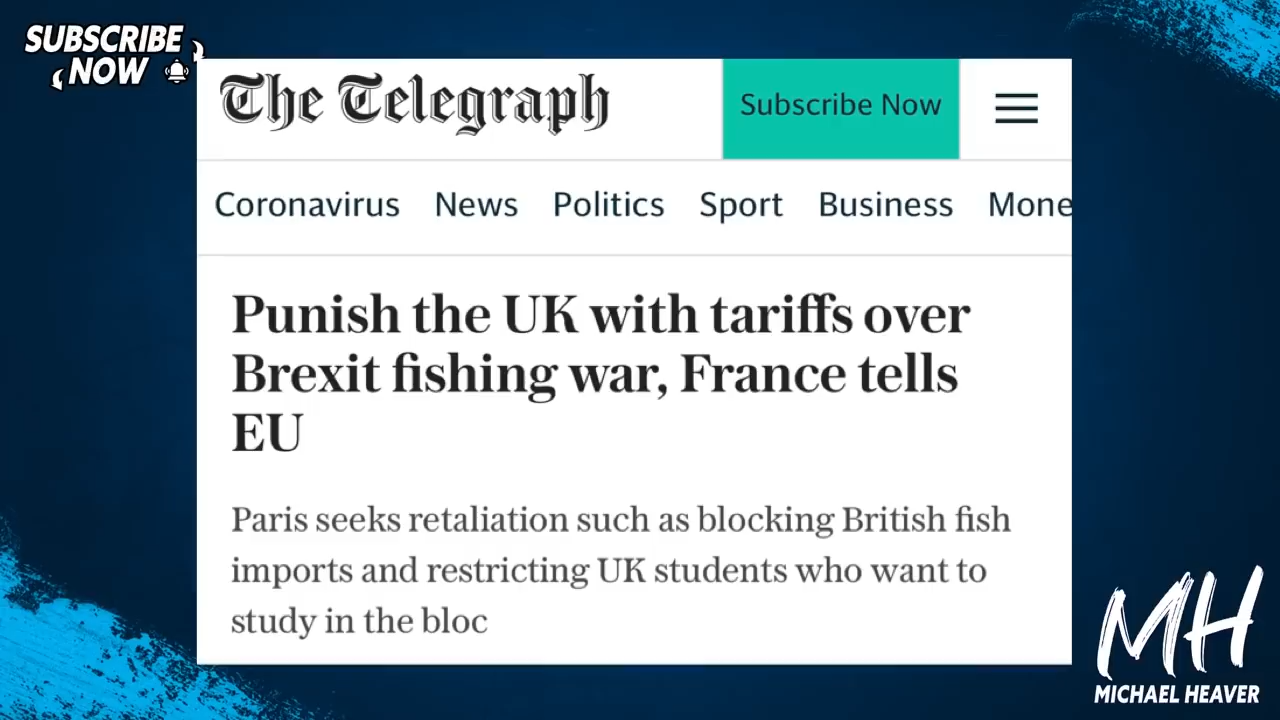 SUBSCRIBE
NOW
The Telegraph
Subscribe Now
Coronavirus News Politics Sport Business Mone
Punish the UK with tariffs over
Brexit fishing war, France tells
EU
Paris seeks retaliation such as blocking British fish
imports and restricting UK students who want to
study in the bloc
MH
MICHAEL HEAVER